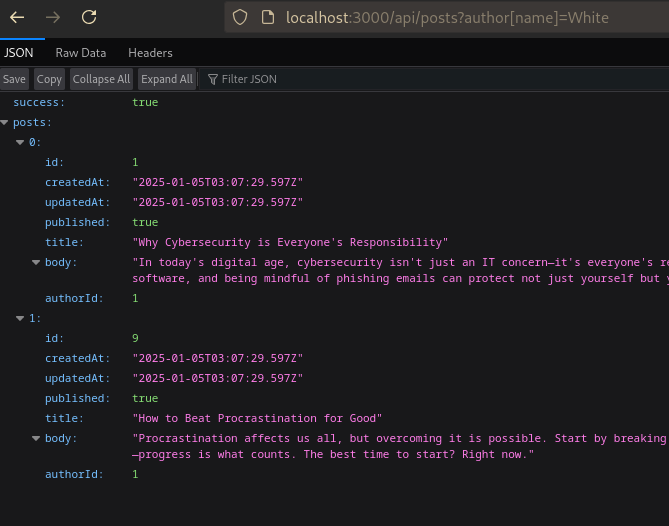 localhost:3000/api/posts?author[name]=White
JSON Raw Data Headers
Save Copy Collapse All Expand All Filter JSON
success: true
posts:
0:
id: 1
createdAt: "2025-01-05T03:07:29.597Z"
updatedAt: "2025-01-05T03:07:29.597Z"
published: true
title: "Why Cybersecurity is Everyone's Responsibility"
body: "In today's digital age, cybersecurity isn't just an IT concern—it's everyone's
software, and being mindful of phishing emails can protect not just yourself but
authorId: 1
1:
id: 9
createdAt: "2025-01-05T03:07:29.597Z"
updatedAt: "2025-01-05T03:07:29.597Z"
published: true
title: "How to Beat Procrastination for Good"
body: "Procrastination affects us all, but overcoming it is possible. Start by breaking
—progress is what counts. The best time to start? Right now."
authorId: 1